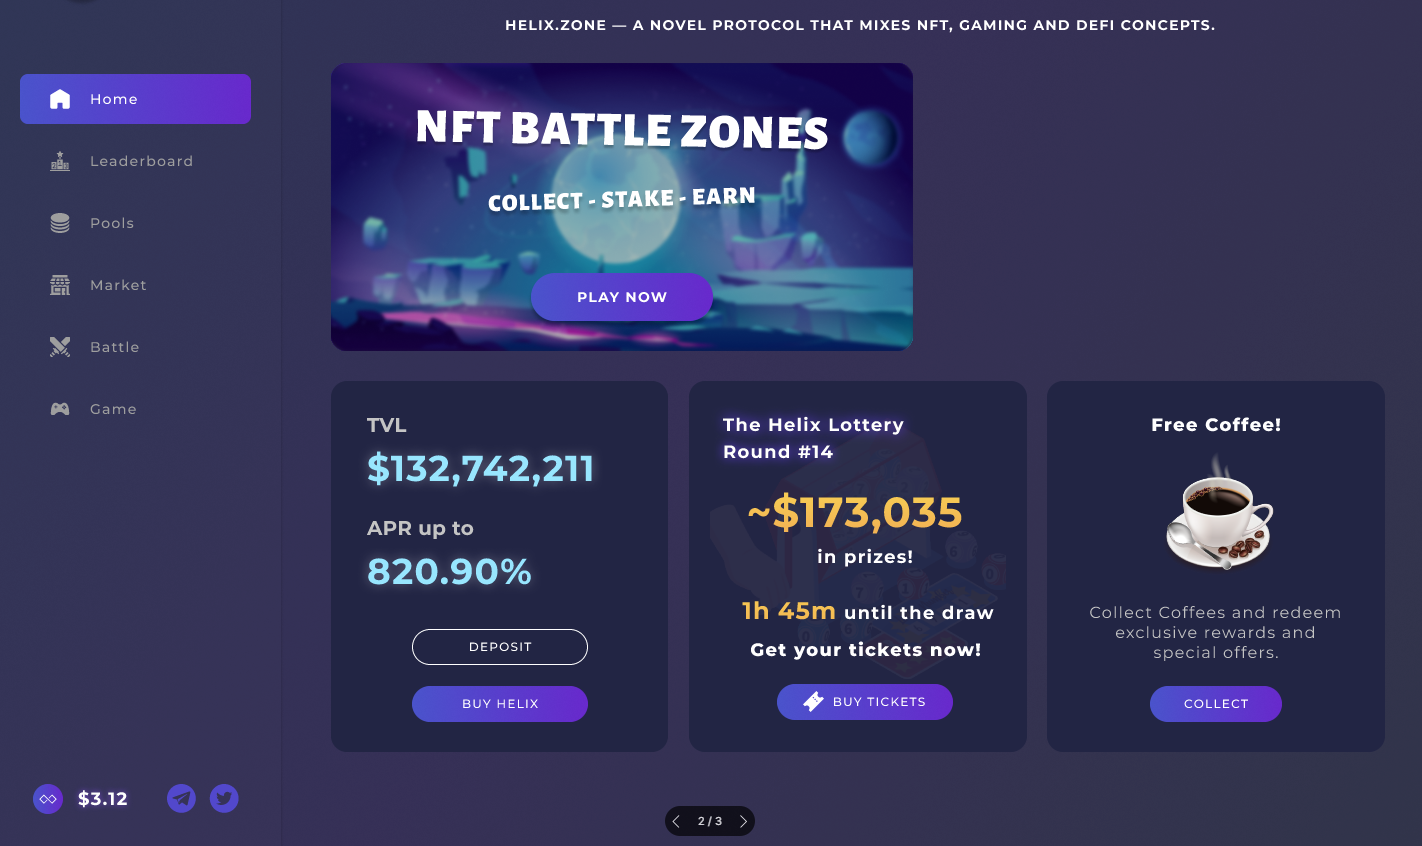 HELIX.ZONE — A NOVEL PROTOCOL THAT MIXES NFT, GAMING AND DEFI CONCEPTS.
Home
Leaderboard
Pools
Market
Battle
Game
$3.12
NFT BATTLE ZONES
COLLECT - STAKE - EARN
PLAY NOW
TVL
$132,742,211
APR up to
820.90%
DEPOSIT
BUY HELIX
The Helix Lottery
Round #14
~$173,035
in prizes!
1h 45m until the draw
Get your tickets now!
BUY TICKETS
Free Coffee!
Collect Coffees and redeem
exclusive rewards and
special offers.
COLLECT
2/3